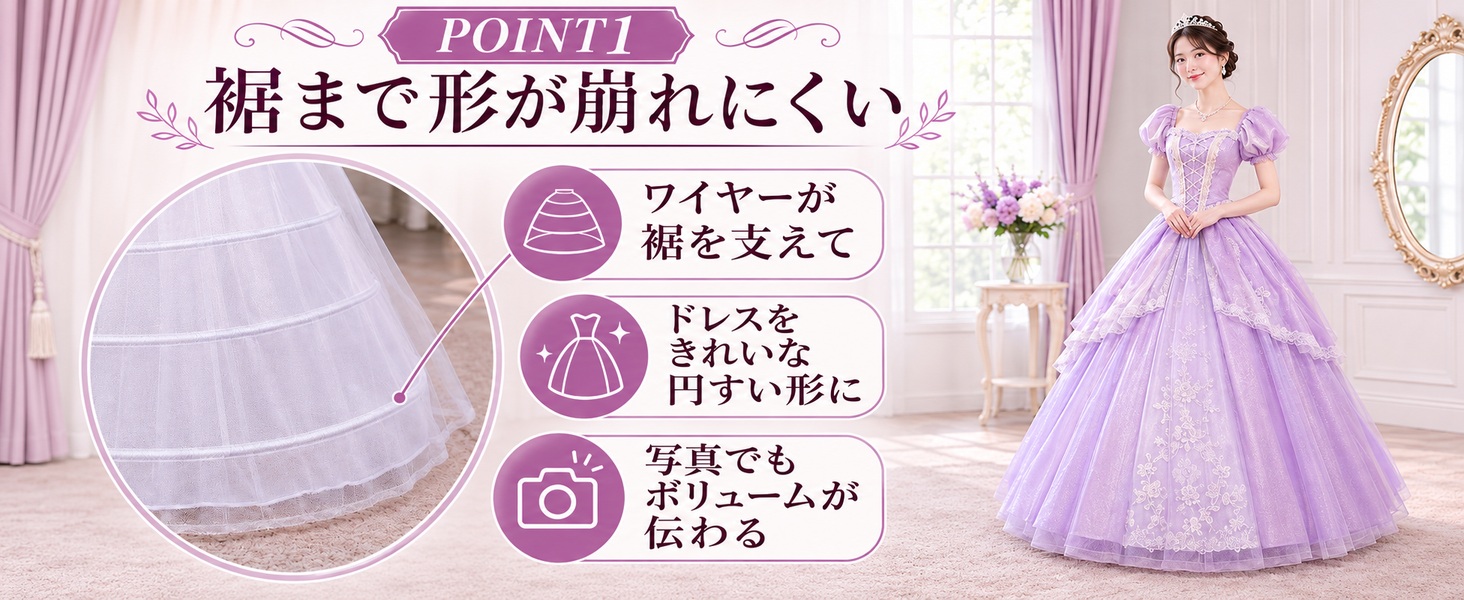 POINT1
裾まで形が崩れにくい
ワイヤーが
裾を支えて
ドレスを
きれいな
円すい形に
写真でも
ボリュームが
伝わる